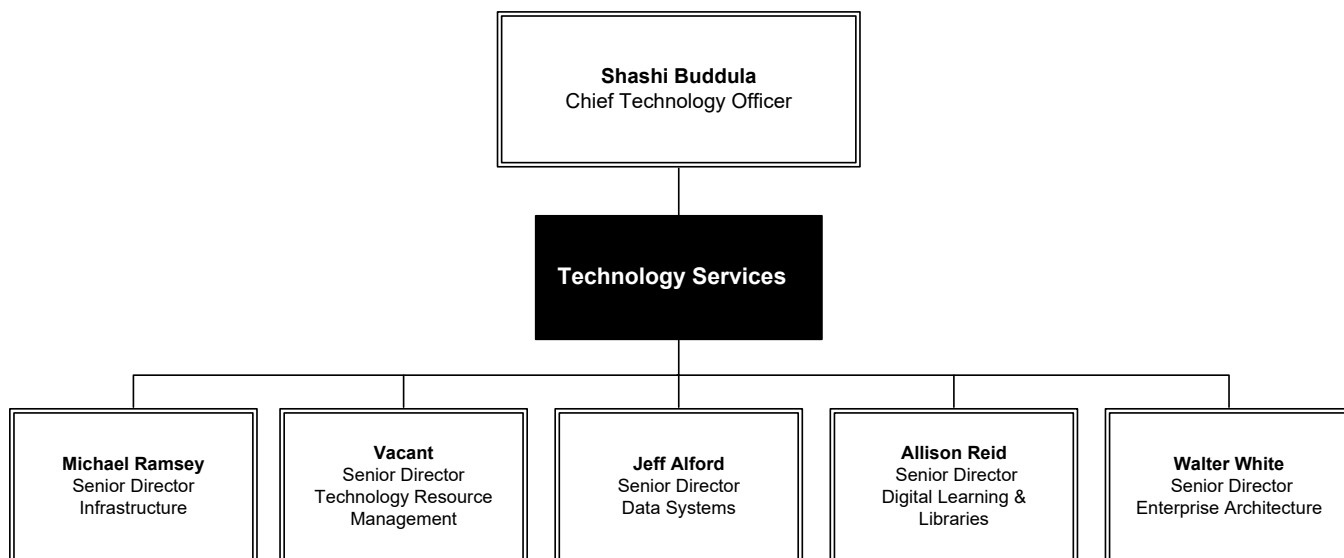 Shashi Buddula
Chief Technology Officer
Technology Services
Michael Ramsey
Senior Director
Infrastructure
Vacant
Senior Director
Technology Resource
Management
Jeff Alford
Senior Director
Data Systems
Allison Reid
Senior Director
Digital Learning &
Libraries
Walter White
Senior Director
Enterprise Architecture